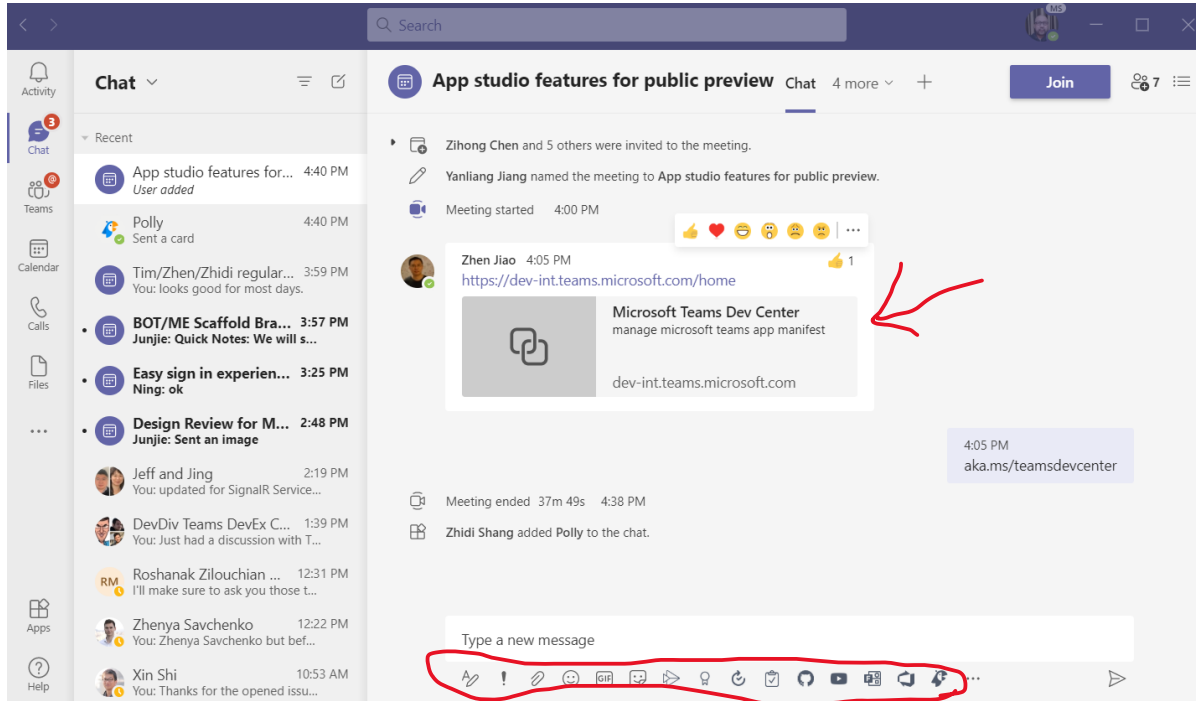 Search
MS
Activity
3
Chat
@
Teams
Calendar
Calls
Files
Apps
Help
Chat
Recent
App studio features for... 4:40 PM
User added
Polly 4:40 PM
Sent a card
Tim/Zhen/Zhidi regular... 3:59 PM
You: looks good for most days.
BOT/ME Scaffold Bra... 3:57 PM
Junjie: Quick Notes: We will s...
Easy sign in experien... 3:25 PM
Ning: ok
Design Review for M... 2:48 PM
Junjie: Sent an image
Jeff and Jing 2:19 PM
You: updated for SignalR Service...
DevDiv Teams DevEx C... 1:39 PM
You: Just had a discussion with T...
RM
Roshanak Zilouchian ... 12:31 PM
I'll make sure to ask you those t...
Zhenya Savchenko 12:22 PM
You: Zhenya Savchenko but bef...
Xin Shi 10:53 AM
You: Thanks for the opened issu...
App studio features for public preview Chat 4 more Join 7
Zihong Chen and 5 others were invited to the meeting.
Yanliang Jiang named the meeting to App studio features for public preview.
Meeting started 4:00 PM
Zhen Jiao 4:05 PM 1
https://dev-int.teams.microsoft.com/home
Microsoft Teams Dev Center
manage microsoft teams app manifest
dev-int.teams.microsoft.com
4:05 PM
aka.ms/teamsdevcenter
Meeting ended 37m 49s 4:38 PM
Zhidi Shang added Polly to the chat.
Type a new message
GIF